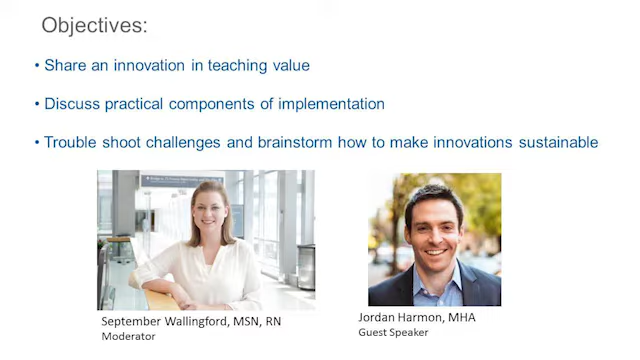 Objectives:
• Share an innovation in teaching value
• Discuss practical components of implementation
• Trouble shoot challenges and brainstorm how to make innovations sustainable
September Wallingford, MSN, RN
Moderator
Jordan Harmon, MHA
Guest Speaker